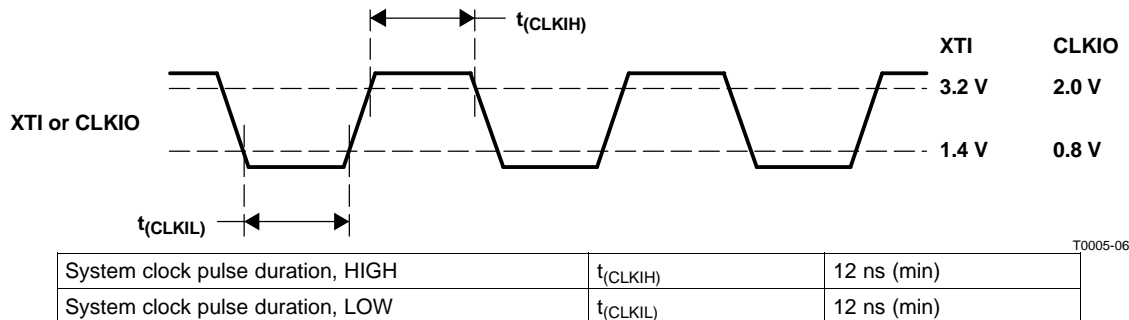 t(CLKIH)
XTI CLKIO
3.2 V 2.0 V
XTI or CLKIO
1.4 V 0.8 V
t(CLKIL)
T0005-06
System clock pulse duration, HIGH t(CLKIH) 12 ns (min)
System clock pulse duration, LOW t(CLKIL) 12 ns (min)